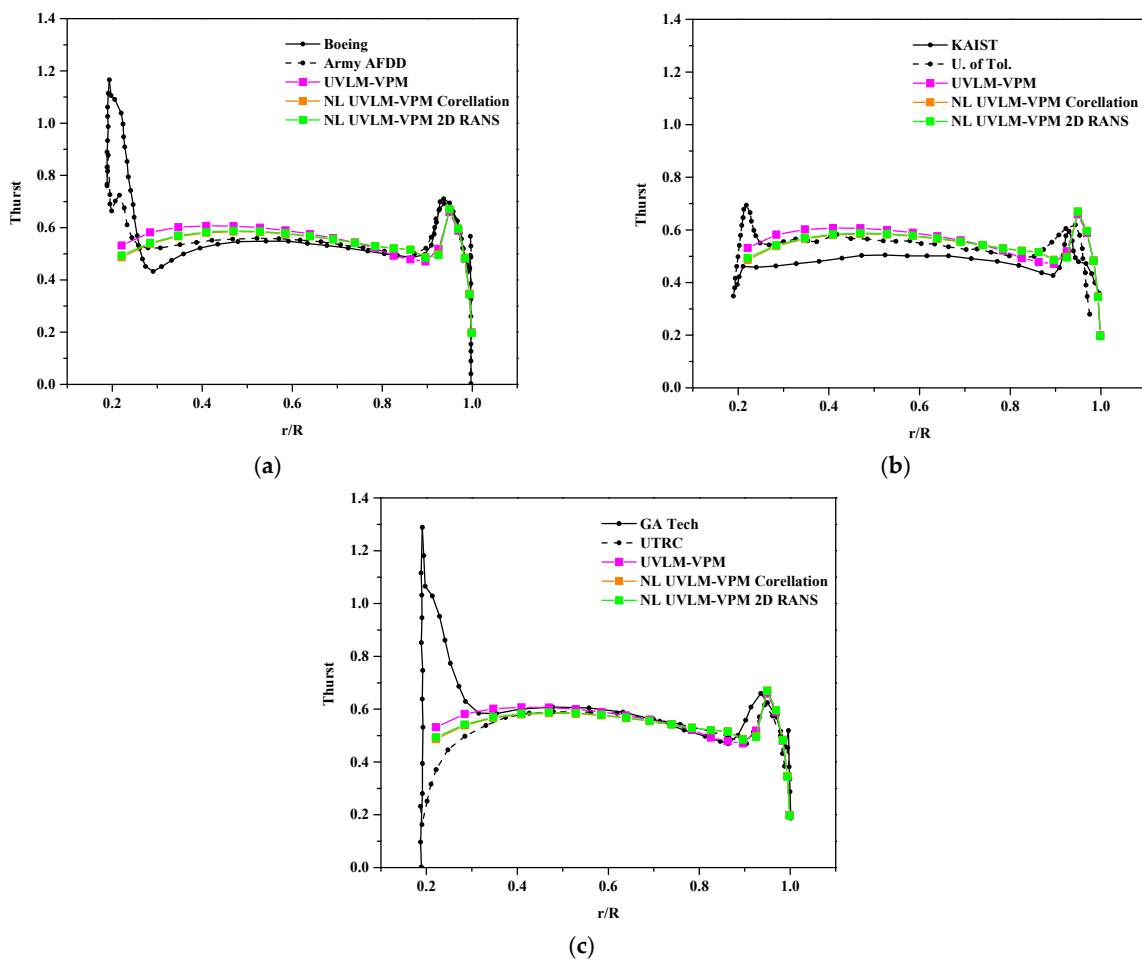 Boeing
Army AFDD
UVLM-VPM
NL UVLM-VPM Corellation
NL UVLM-VPM 2D RANS
1.4
1.2
1.0
0.8
0.6
0.4
0.2
0.0
Thurst
0.2 0.4 0.6 0.8 1.0
r/R
(a)
KAIST
U. of Tol.
UVLM-VPM
NL UVLM-VPM Corellation
NL UVLM-VPM 2D RANS
1.4
1.2
1.0
0.8
0.6
0.4
0.2
0.0
Thurst
0.2 0.4 0.6 0.8 1.0
r/R
(b)
GA Tech
UTRC
UVLM-VPM
NL UVLM-VPM Corellation
NL UVLM-VPM 2D RANS
1.4
1.2
1.0
0.8
0.6
0.4
0.2
0.0
Thurst
0.2 0.4 0.6 0.8 1.0
r/R
(c)